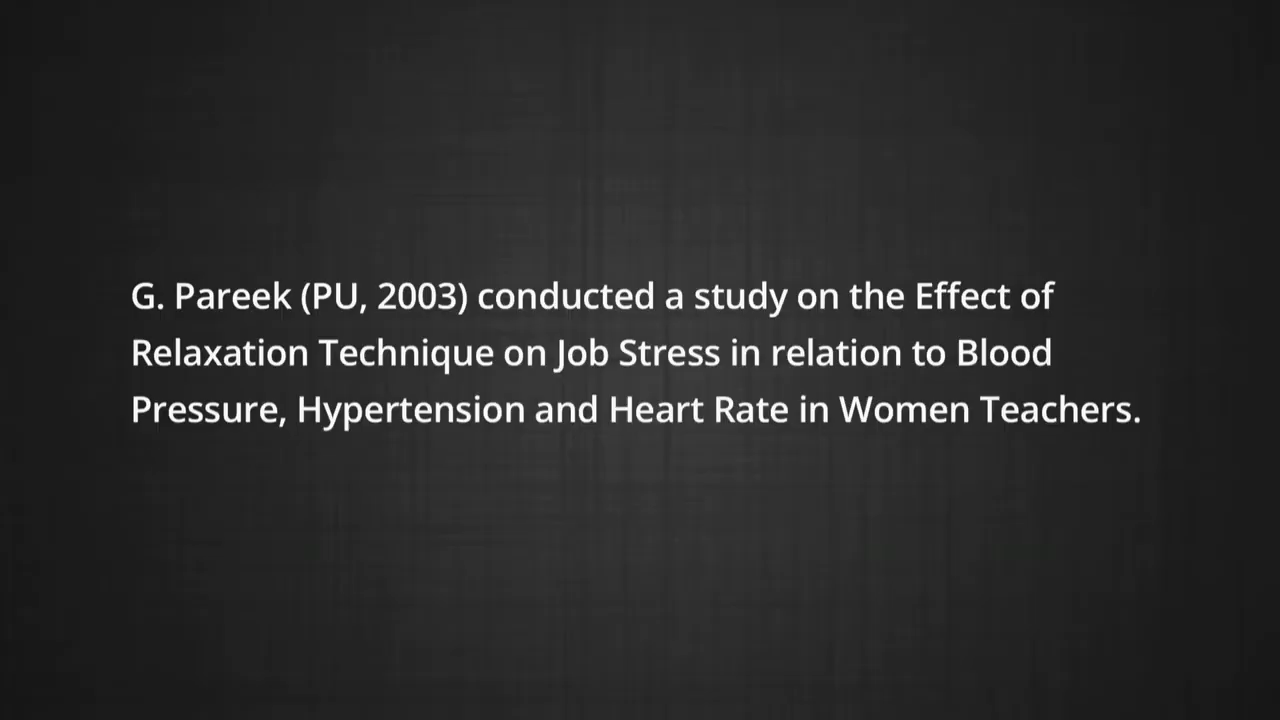 G. Pareek (PU, 2003) conducted a study on the Effect of
Relaxation Technique on Job Stress in relation to Blood
Pressure, Hypertension and Heart Rate in Women Teachers.